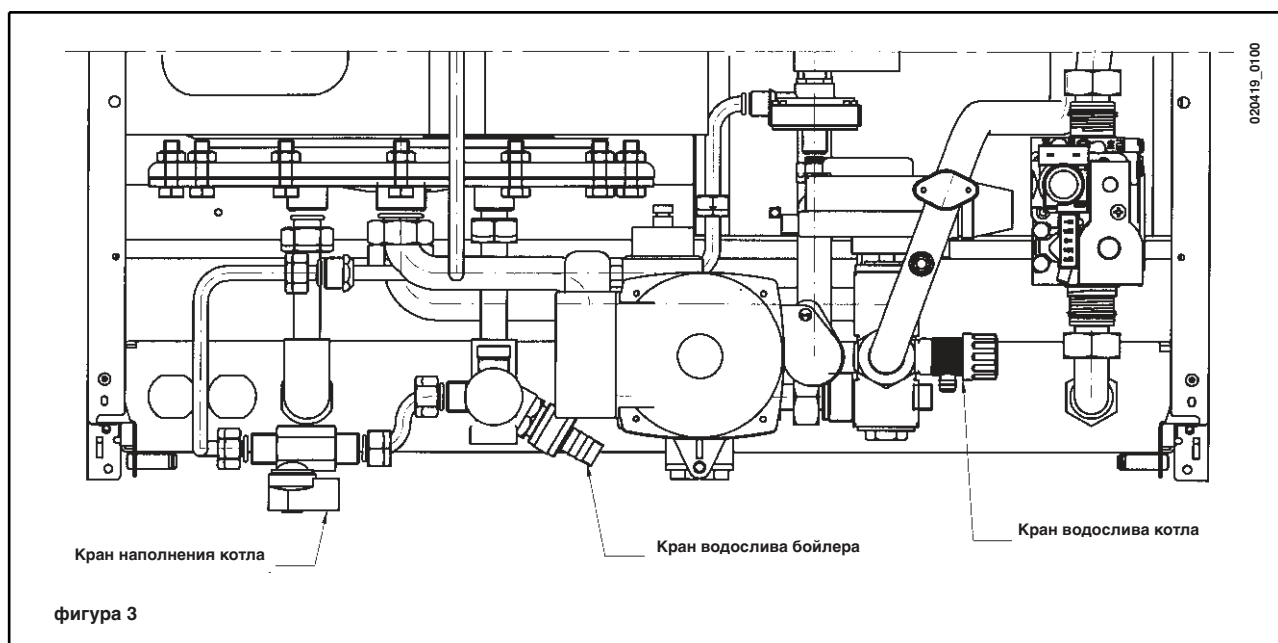 020419_0100
Кран наполнения котла
Кран водослива бойлера
Кран водослива котла
фигура 3